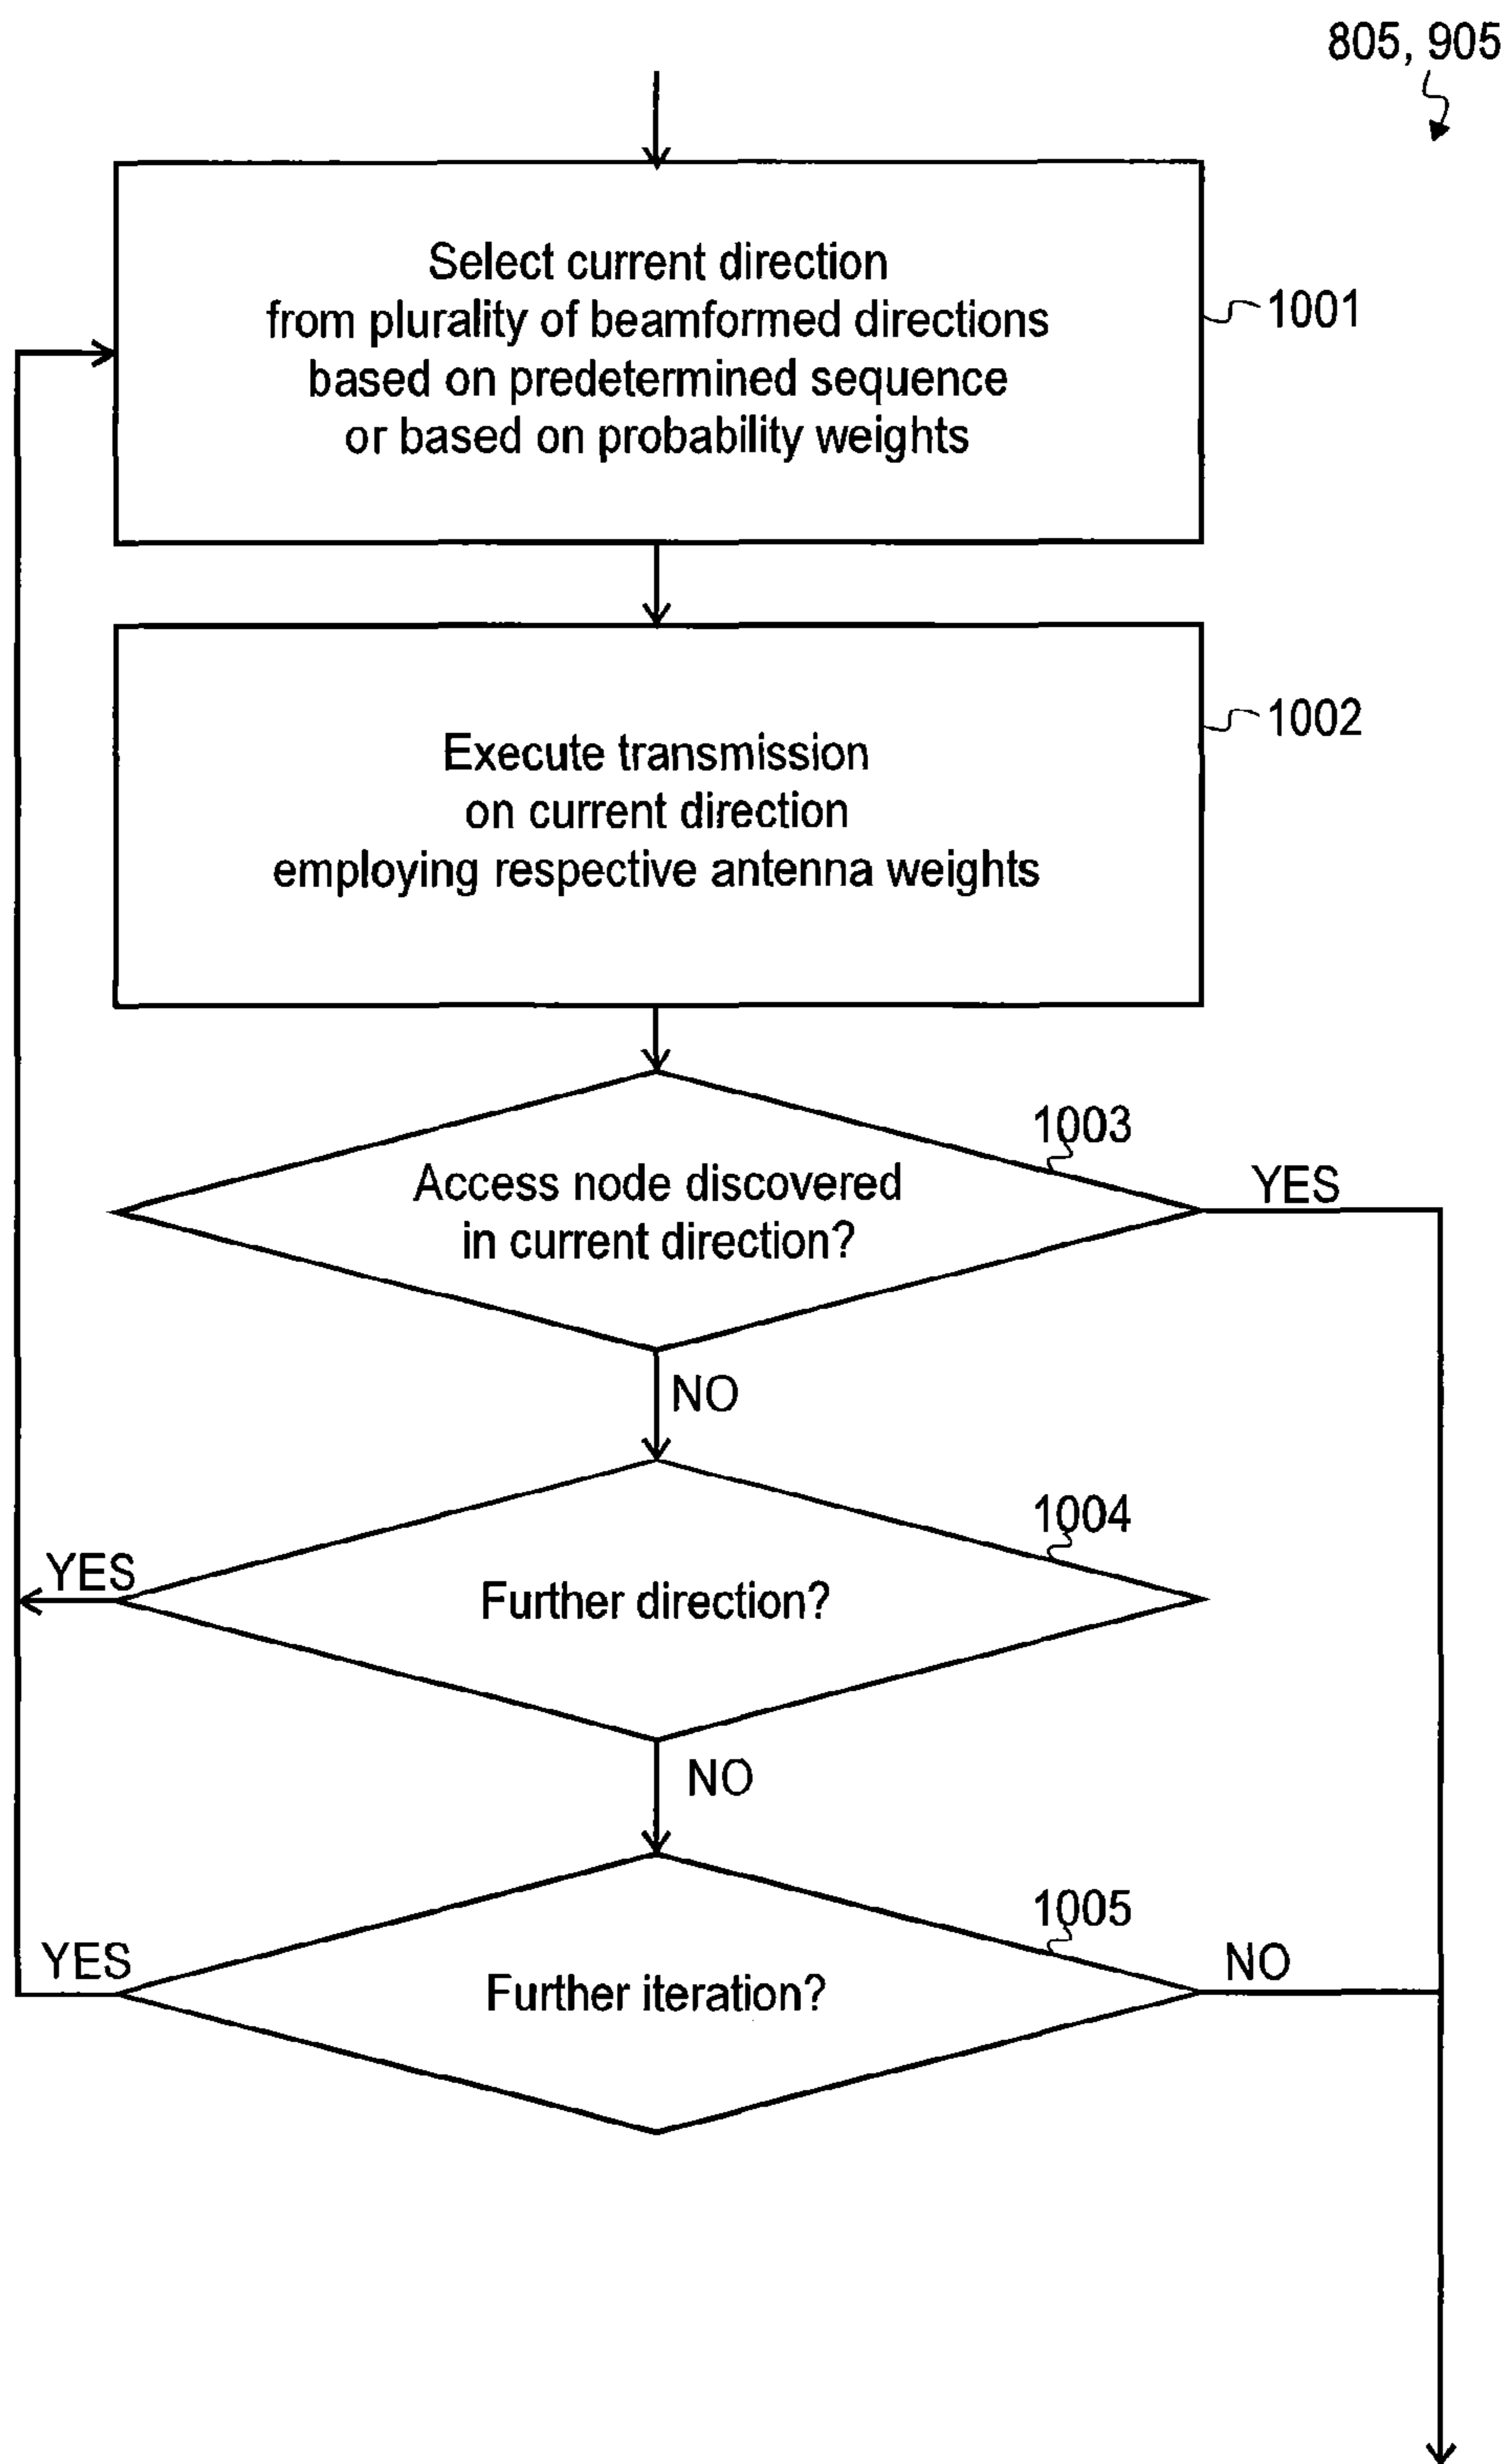 805, 905
Select current direction
from plurality of beamformed directions
based on predetermined sequence
or based on probability weights
1001
Execute transmission
on current direction
employing respective antenna weights
1002
1003
Access node discovered
in current direction?
YES
NO
1004
Further direction?
YES
NO
1005
Further iteration?
YES
NO